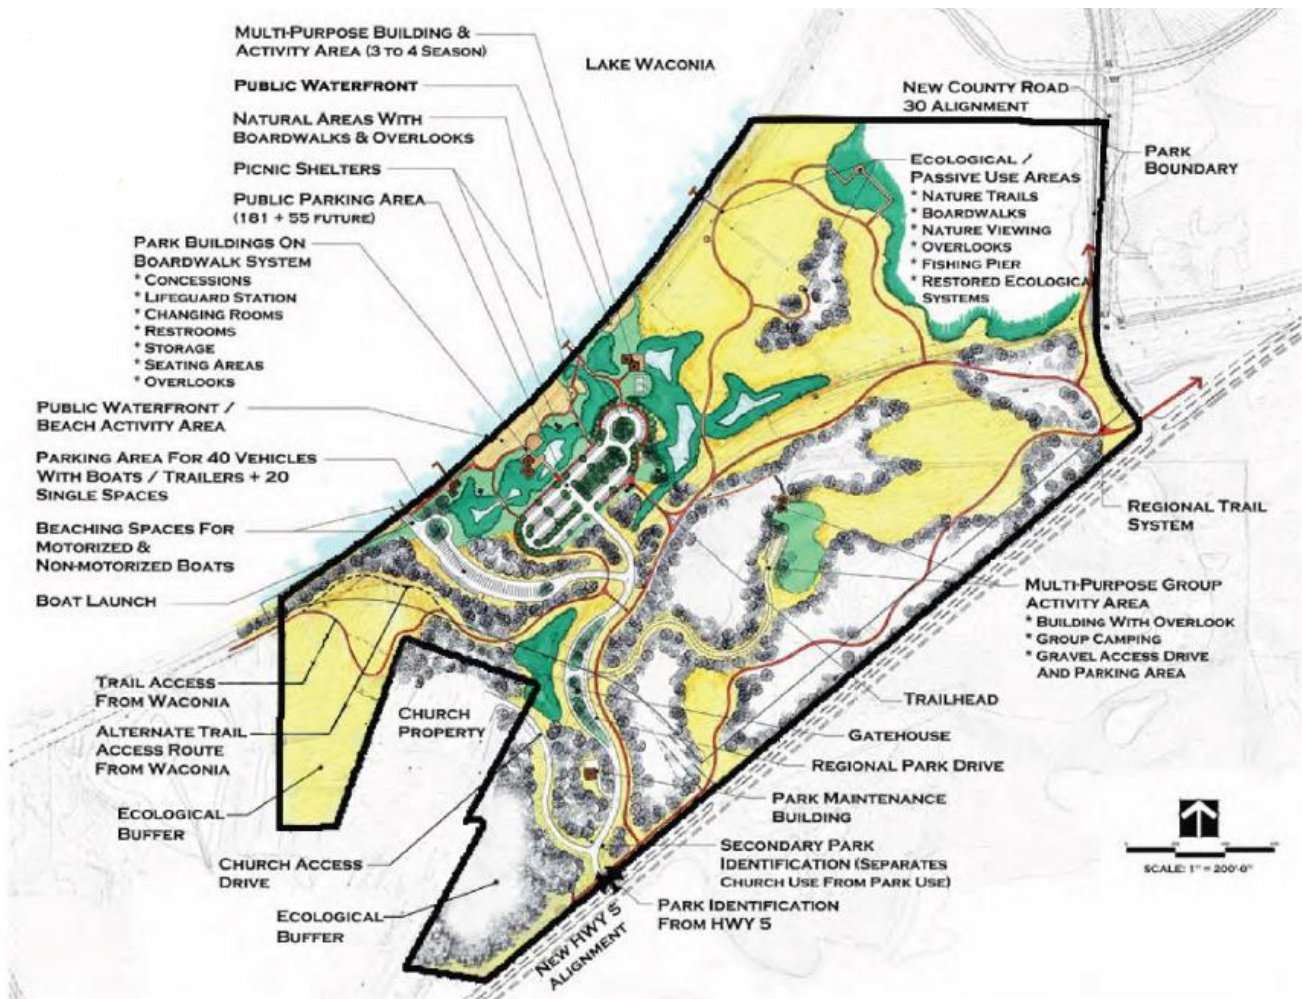 MULTI-PURPOSE BUILDING &
ACTIVITY AREA (3 TO 4 SEASON)
PUBLIC WATERFRONT
NATURAL AREAS WITH
BOARDWALKS & OVERLOOKS
PICNIC SHELTERS
PUBLIC PARKING AREA
(181 + 55 FUTURE)
PARK BUILDINGS ON
BOARDWALK SYSTEM
* CONCESSIONS
* LIFEGUARD STATION
* CHANGING ROOMS
* RESTROOMS
* STORAGE
* SEATING AREAS
* OVERLOOKS
PUBLIC WATERFRONT /
BEACH ACTIVITY AREA
PARKING AREA FOR 40 VEHICLES
WITH BOATS / TRAILERS + 20
SINGLE SPACES
BEACHING SPACES FOR
MOTORIZED &
NON-MOTORIZED BOATS
BOAT LAUNCH
TRAIL ACCESS
FROM WACONIA
ALTERNATE TRAIL
ACCESS ROUTE
FROM WACONIA
ECOLOGICAL
BUFFER
CHURCH ACCESS
DRIVE
ECOLOGICAL
BUFFER
CHURCH
PROPERTY
LAKE WACONIA
NEW COUNTY ROAD
30 ALIGNMENT
PARK
BOUNDARY
ECOLOGICAL /
PASSIVE USE AREAS
* NATURE TRAILS
* BOARDWALKS
* NATURE VIEWING
* OVERLOOKS
* FISHING PIER
* RESTORED ECOLOGICA
SYSTEMS
REGIONAL TRAIL
SYSTEM
MULTI-PURPOSE GROUP
ACTIVITY AREA
* BUILDING WITH OVERLOOK
* GROUP CAMPING
* GRAVEL ACCESS DRIVE
AND PARKING AREA
TRAILHEAD
GATEHOUSE
REGIONAL PARK DRIVE
PARK MAINTENANCE
BUILDING
SECONDARY PARK
IDENTIFICATION (SEPARATES
CHURCH USE FROM PARK USE)
PARK IDENTIFICATION
FROM HWY 5
NEW HWY 5
ALIGNMENT
SCALE: 1" = 200'-0"